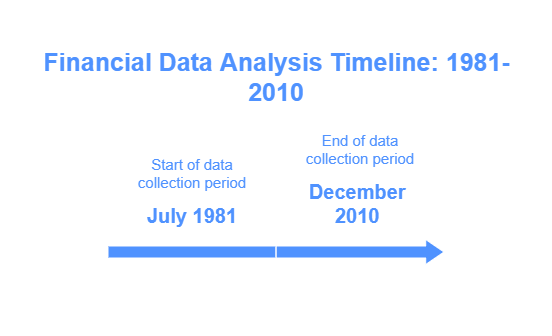 Financial Data Analysis Timeline: 1981-
2010
Start of data
collection period
July 1981
End of data
collection period
December
2010